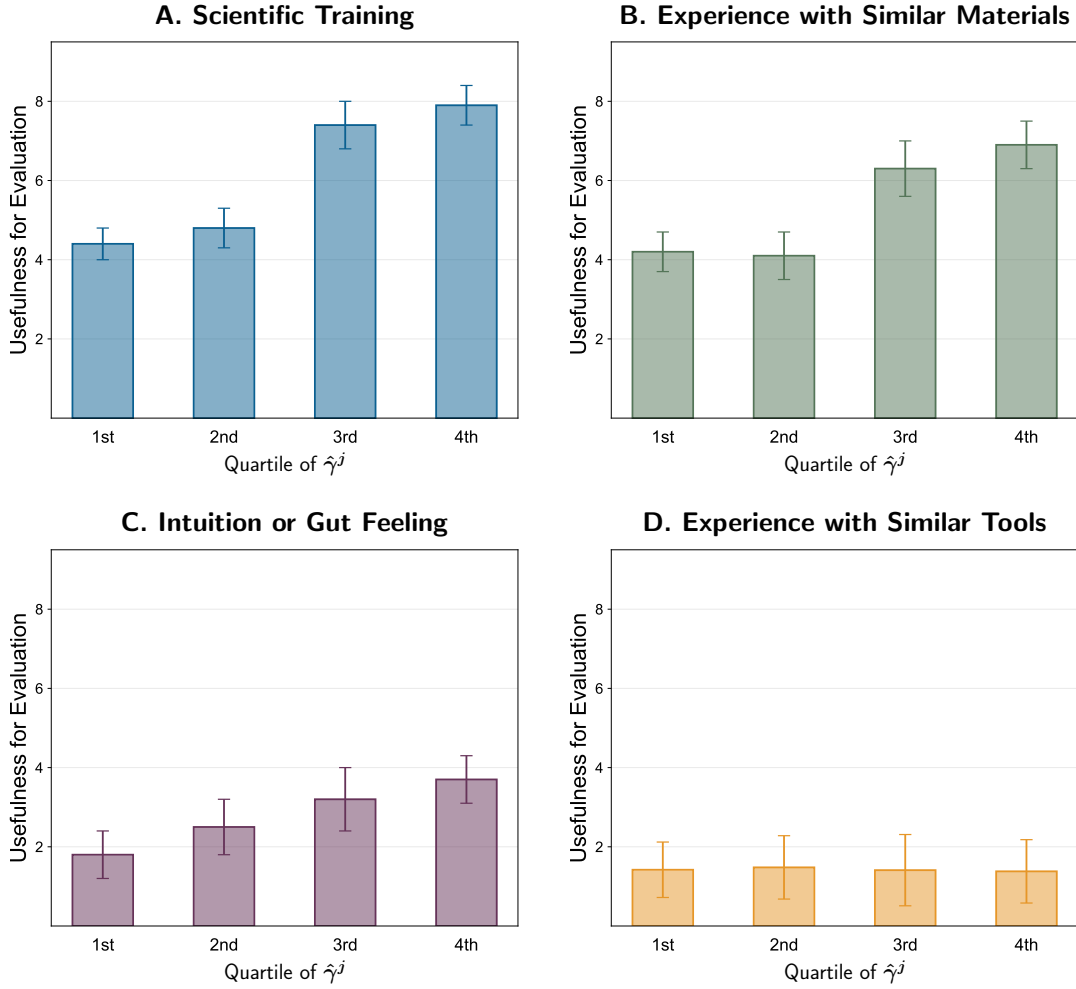 A. Scientific Training
Usefulness for Evaluation
8
6
4
2
1st 2nd 3rd 4th
Quartile of γ̂ʲ
B. Experience with Similar Materials
Usefulness for Evaluation
8
6
4
2
1st 2nd 3rd 4th
Quartile of γ̂ʲ
C. Intuition or Gut Feeling
Usefulness for Evaluation
8
6
4
2
1st 2nd 3rd 4th
Quartile of γ̂ʲ
D. Experience with Similar Tools
Usefulness for Evaluation
8
6
4
2
1st 2nd 3rd 4th
Quartile of γ̂ʲ